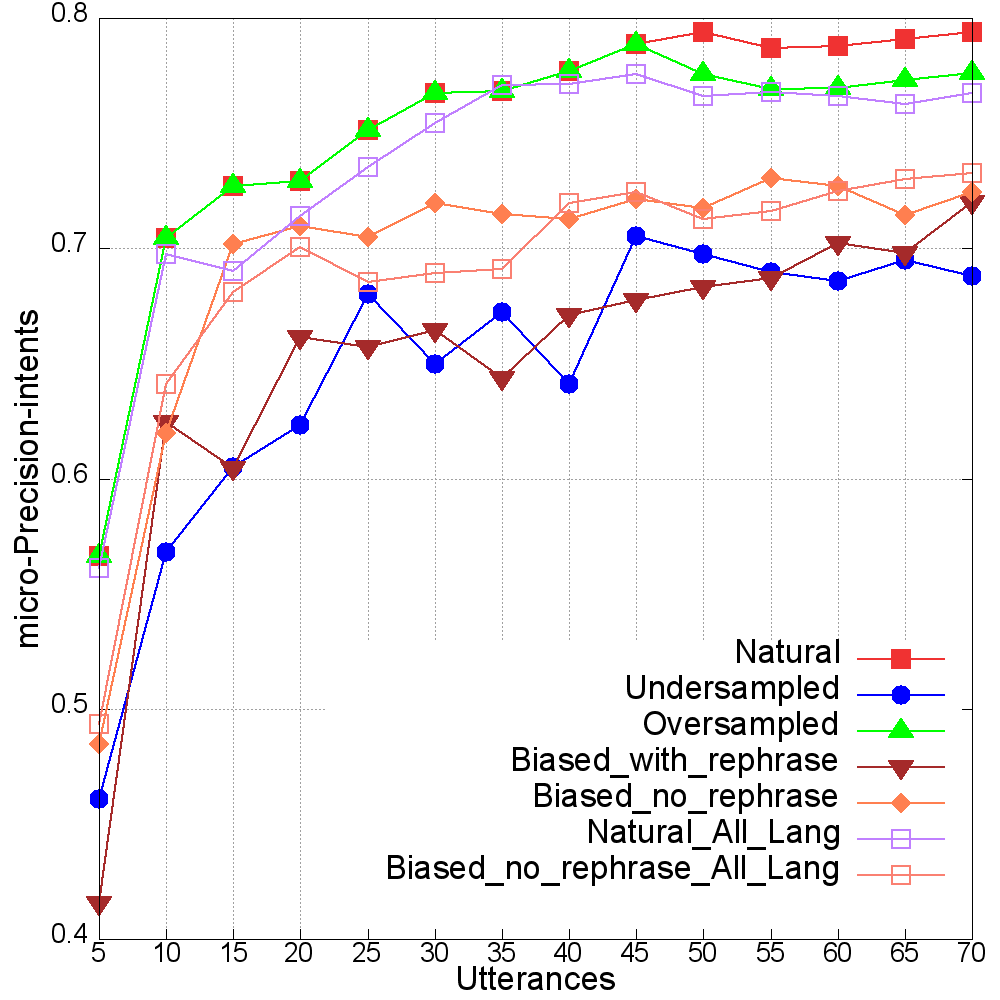 micro-Precision-intents
0.8
0.7
0.6
0.5
0.4
Natural
Undersampled
Oversampled
Biased_with_rephrase
Biased_no_rephrase
Natural_All_Lang
Biased_no_rephrase_All_Lang
5 10 15 20 25 30 35 40 45 50 55 60 65 70
Utterances